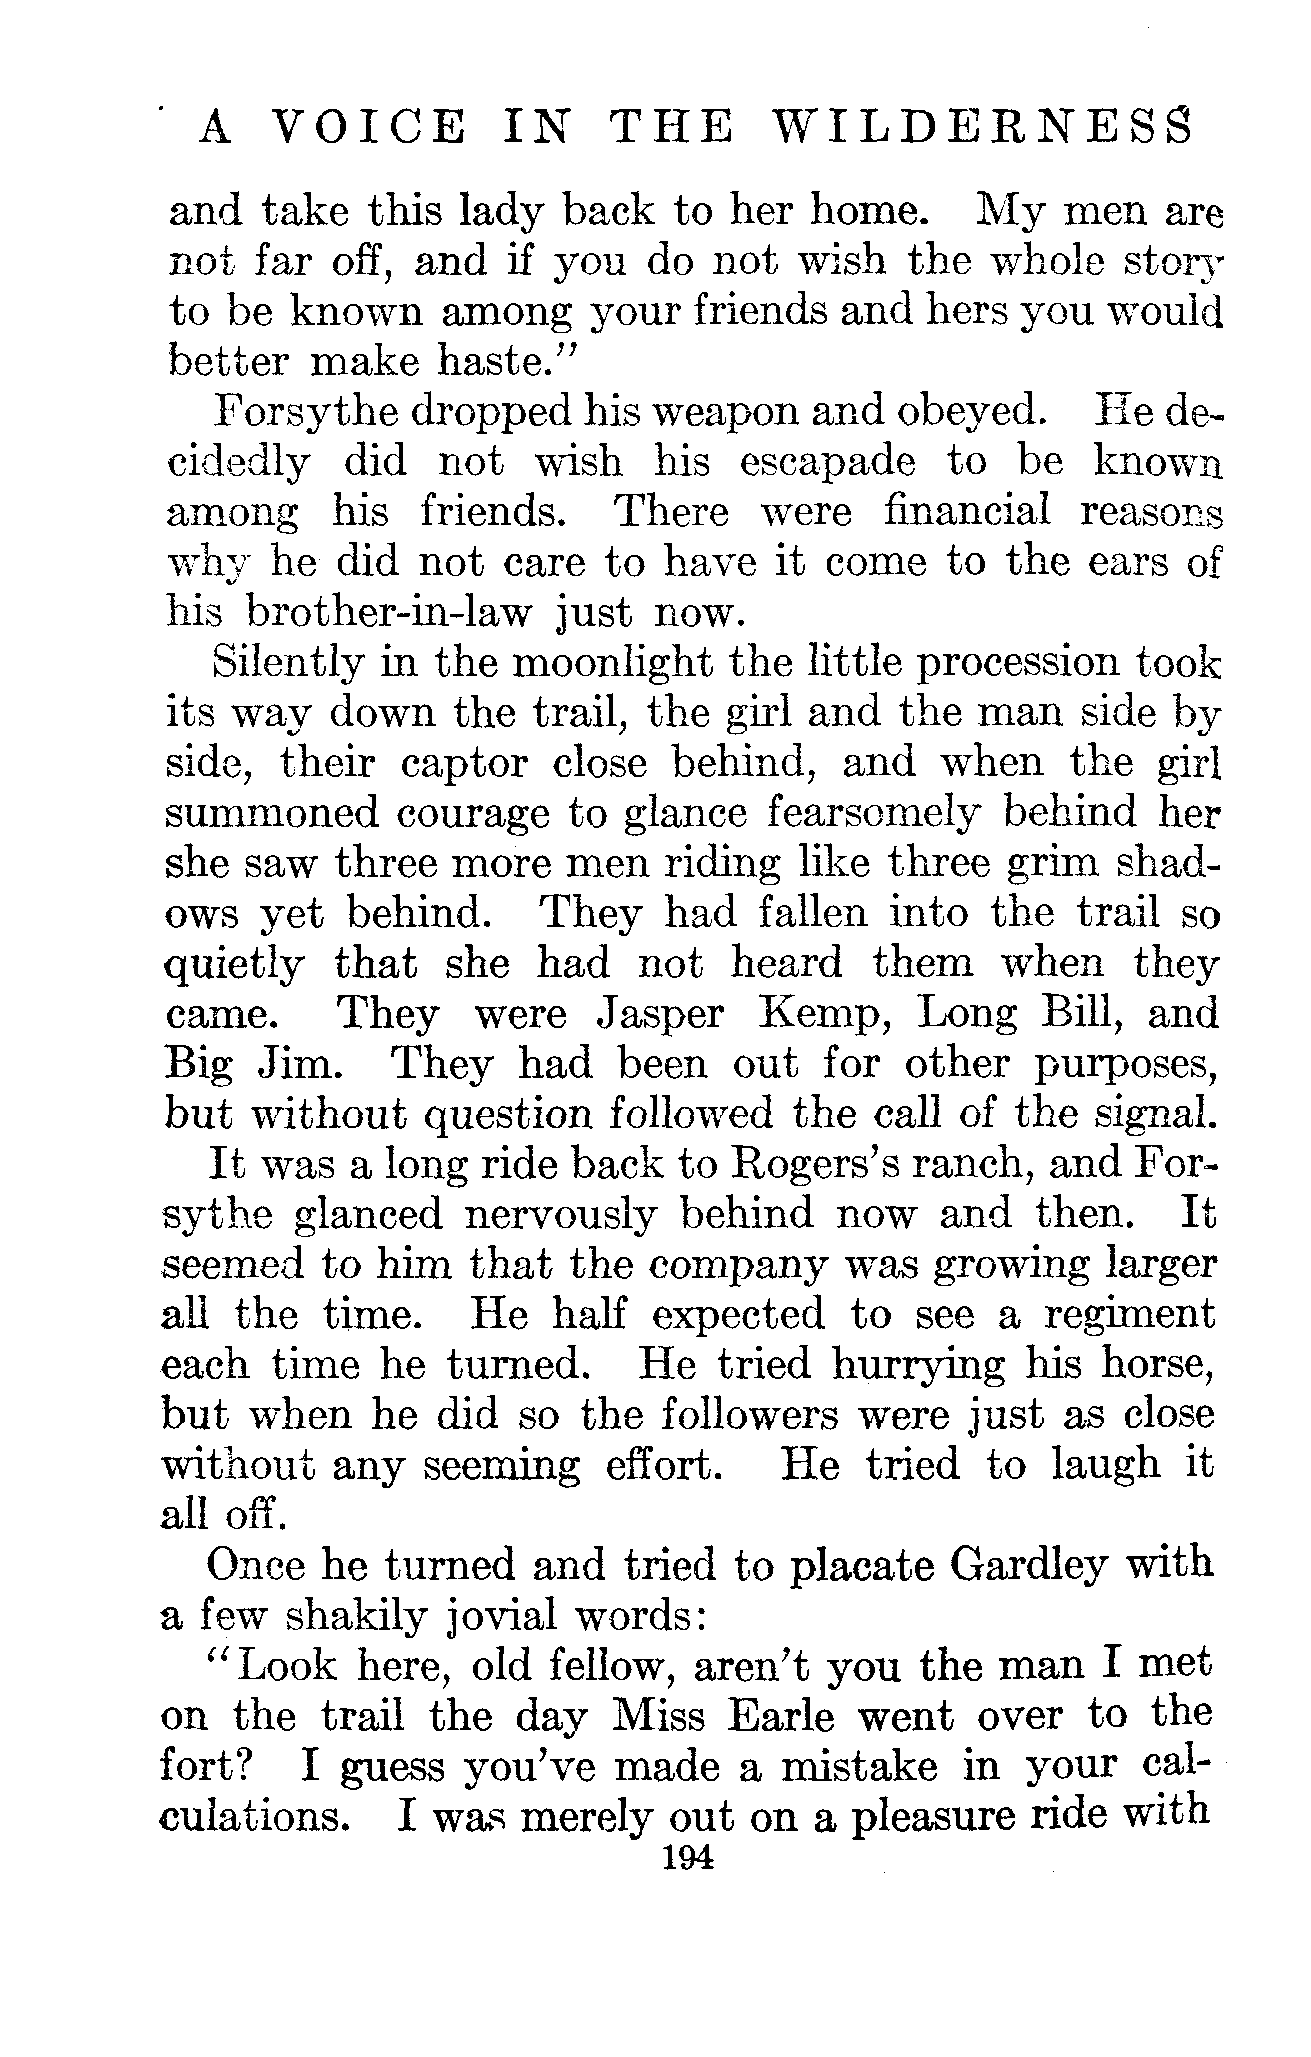 A VOICE IN THE WILDERNESS
and take this lady back to her home. My men are
not far off, and if you do not wish the whole story
to be known among your friends and hers you would
better make haste."
Forsythe dropped his weapon and obeyed. He de-
cidedly did not wish his escapade to be known
among his friends. There were financial reasons
why he did not care to have it come to the ears of
his brother-in-law just now.
Silently in the moonlight the little procession took
its way down the trail, the girl and the man side by
side, their captor close behind, and when the girl
summoned courage to glance fearsomely behind her
she saw three more men riding like three grim shad-
ows yet behind. They had fallen into the trail so
quietly that she had not heard them when they
came. They were Jasper Kemp, Long Bill, and
Big Jim. They had been out for other purposes,
but without question followed the call of the signal.
It was a long ride back to Rogers's ranch, and For-
sythe glanced nervously behind now and then. It
seemed to him that the company was growing larger
all the time. He half expected to see a regiment
each time he turned. He tried hurrying his horse,
but when he did so the followers were just as close
without any seeming effort. He tried to laugh it
all off.
Once he turned and tried to placate Gardley with
a few shakily jovial words:
"Look here, old fellow, aren't you the man I met
on the trail the day Miss Earle went over to the
fort? I guess you've made a mistake in your cal-
culations. I was merely out on a pleasure ride with
194